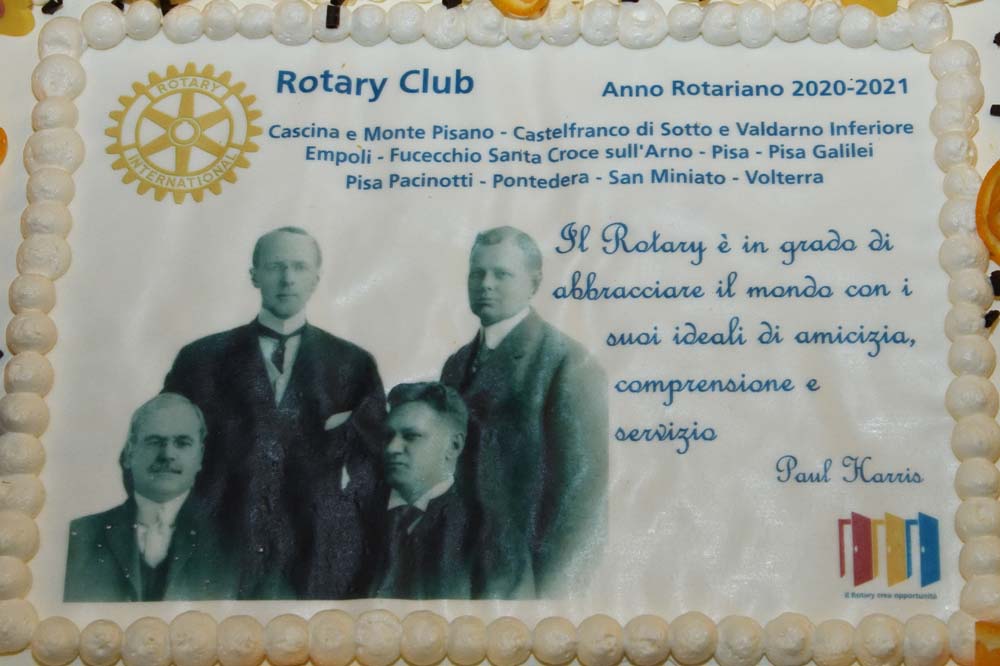 ROTARY
INTERNATIONAL
Rotary Club
Anno Rotariano 2020-2021
Cascina e Monte Pisano - Castelfranco di Sotto e Valdarno Inferiore
Empoli - Fucecchio Santa Croce sull'Arno - Pisa - Pisa Galilei
Pisa Pacinotti - Pontedera - San Miniato - Volterra
Il Rotary è in grado di
abbracciare il mondo con i
suoi ideali di amicizia,
comprensione e
servizio
Paul Harris
il Rotary crea opportunità